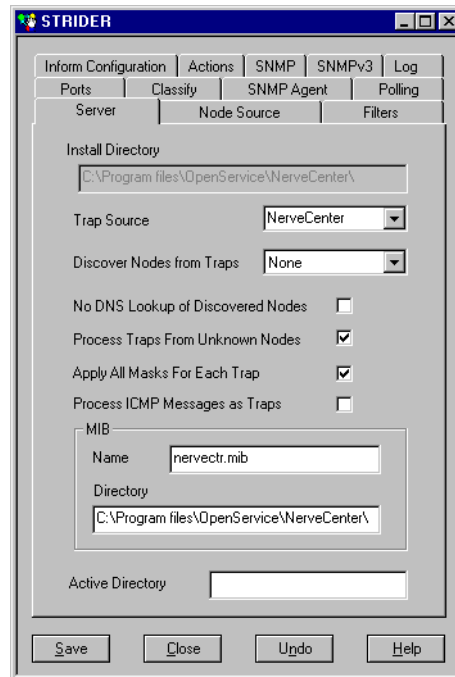 STRIDER
Inform Configuration Actions SNMP SNMPv3 Log
Ports Classify SNMP Agent Polling
Server Node Source Filters
Install Directory
C:\Program files\OpenService\NerveCenter\
Trap Source NerveCenter
Discover Nodes from Traps None
No DNS Lookup of Discovered Nodes
Process Traps From Unknown Nodes
Apply All Masks For Each Trap
Process ICMP Messages as Traps
MIB
Name nervectr.mib
Directory
C:\Program files\OpenService\NerveCenter\
Active Directory
Save Close Undo Help